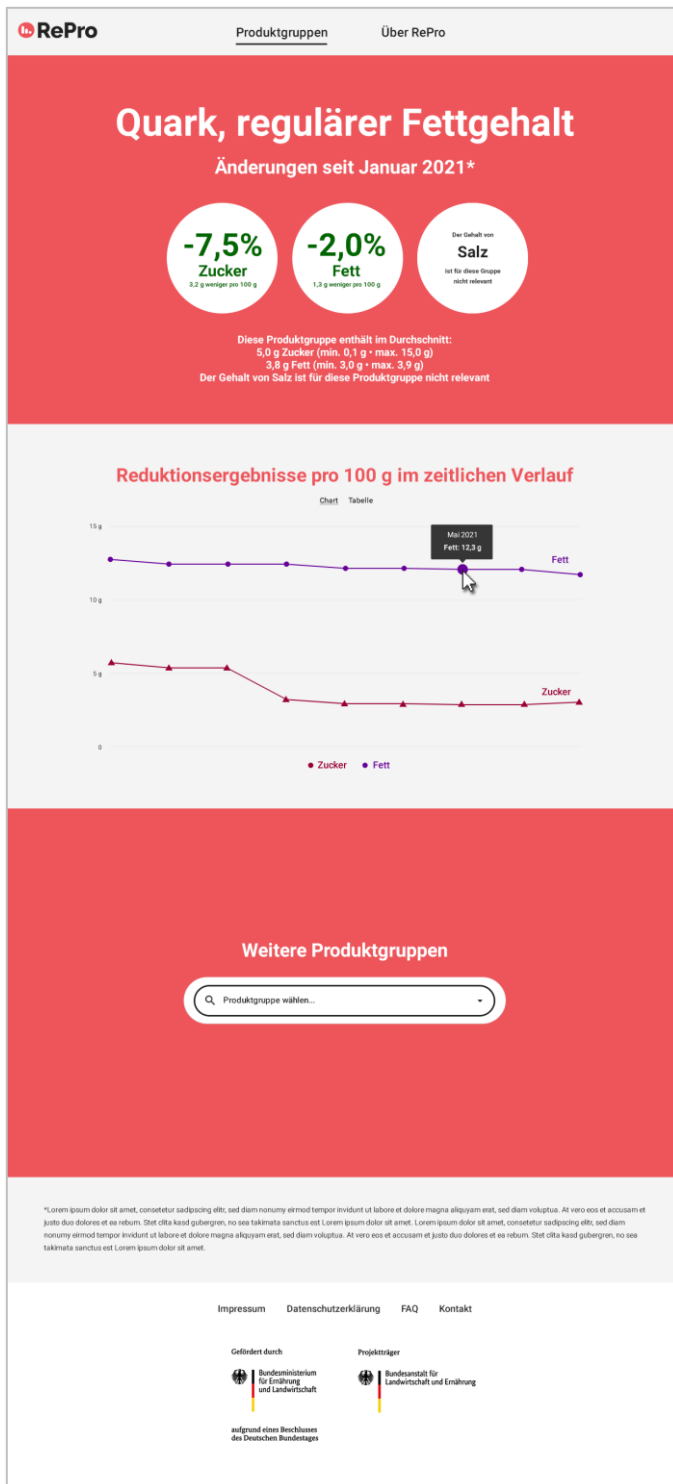 RePro
Produktgruppen
Über RePro
Quark, regulärer Fettgehalt
Änderungen seit Januar 2021*
-7,5%
Zucker
3,2 g weniger pro 100 g
-2,0%
Fett
1,3 g weniger pro 100 g
Der Gehalt von
Salz
ist für diese Gruppe
nicht relevant
Diese Produktgruppe enthält im Durchschnitt:
5,0 g Zucker (min. 0,1 g • max. 15,0 g)
3,8 g Fett (min. 3,0 g • max. 3,9 g)
Der Gehalt von Salz ist für diese Produktgruppe nicht relevant
Reduktionsergebnisse pro 100 g im zeitlichen Verlauf
Chart Tabelle
15 g
Mai 2021
Fett: 12,3 g
Fett
10 g
5 g
Zucker
0
Zucker Fett
Weitere Produktgruppen
Produktgruppe wählen...
*Lorem ipsum dolor sit amet, consetetur sadipscing elitr, sed diam nonumy eirmod tempor invidunt ut labore et dolore magna aliquyam erat, sed diam voluptua. At vero eos et accusam et
justo duo dolores et ea rebum. Stet clita kasd gubergren, no sea takimata sanctus est Lorem ipsum dolor sit amet. Lorem ipsum dolor sit amet, consetetur sadipscing elitr, sed diam
nonumy eirmod tempor invidunt ut labore et dolore magna aliquyam erat, sed diam voluptua. At vero eos et accusam et justo duo dolores et ea rebum. Stet clita kasd gubergren, no sea
takimata sanctus est Lorem ipsum dolor sit amet.
Impressum Datenschutzerklärung FAQ Kontakt
Gefördert durch
Bundesministerium
für Ernährung
und Landwirtschaft
aufgrund eines Beschlusses
des Deutschen Bundestages
Projektträger
Bundesanstalt für
Landwirtschaft und Ernährung